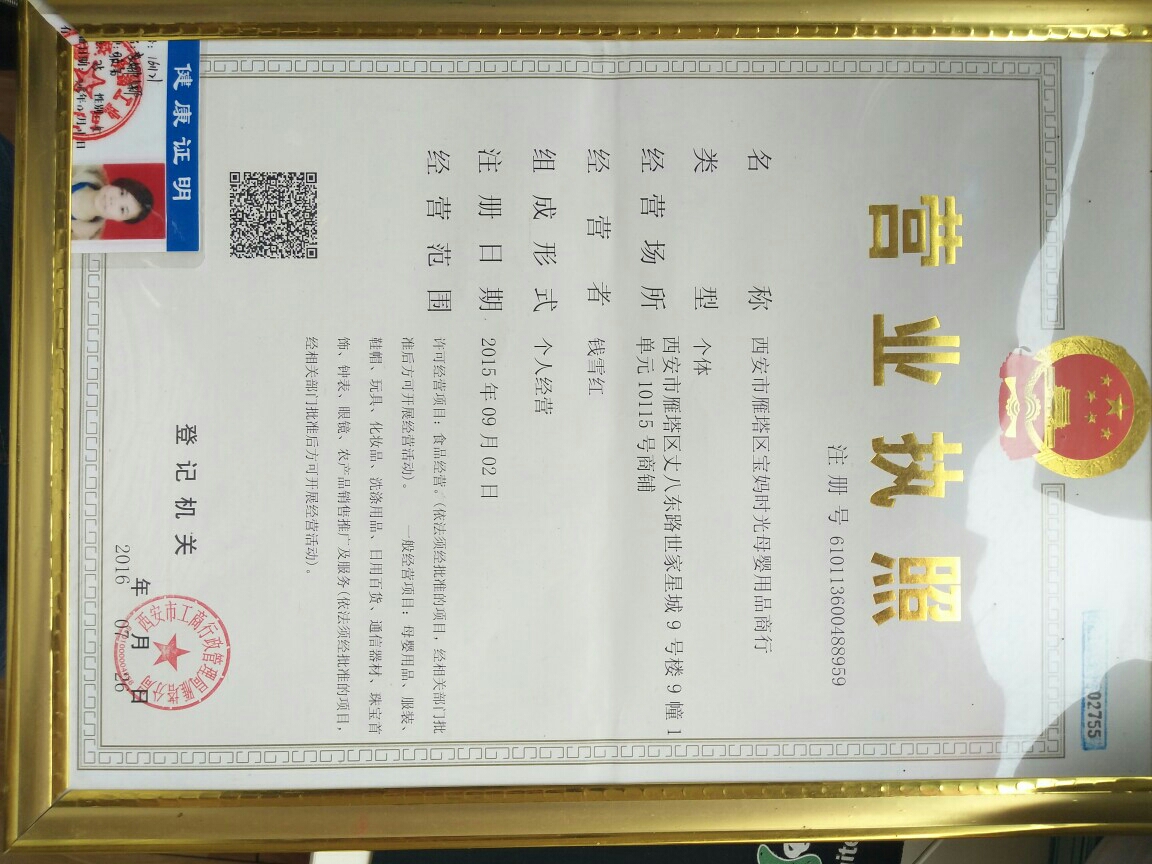 02755
营业执照
注册号 610113600488959
名称 西安市雁塔区宝妈时光母婴用品商行
类型 个体
经营场所 西安市雁塔区丈八东路世家星城9号楼9幢1
单元10115号商铺
经营者 钱雪红
组成形式 个人经营
注册日期 2015年09月02日
经营范围 许可经营项目：食品经营。(依法须经批准的项目，经相关部门批
准后方可开展经营活动)。 一般经营项目：母婴用品、服装、
鞋帽、玩具、化妆品、洗涤用品、日用百货、通信器材、珠宝首
饰、钟表、眼镜、农产品销售推广及服务(依法须经批准的项目，
经相关部门批准后方可开展经营活动)。
登记机关
2016年07月26日
西安市工商行政管理局雁塔分局
健康证明
性别